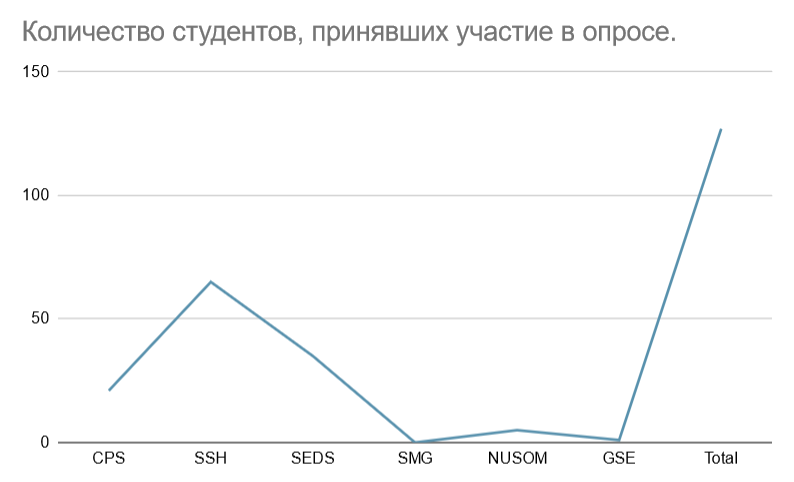 Количество студентов, принявших участие в опросе.
150
100
50
0
CPS SSH SEDS SMG NUSOM GSE Total